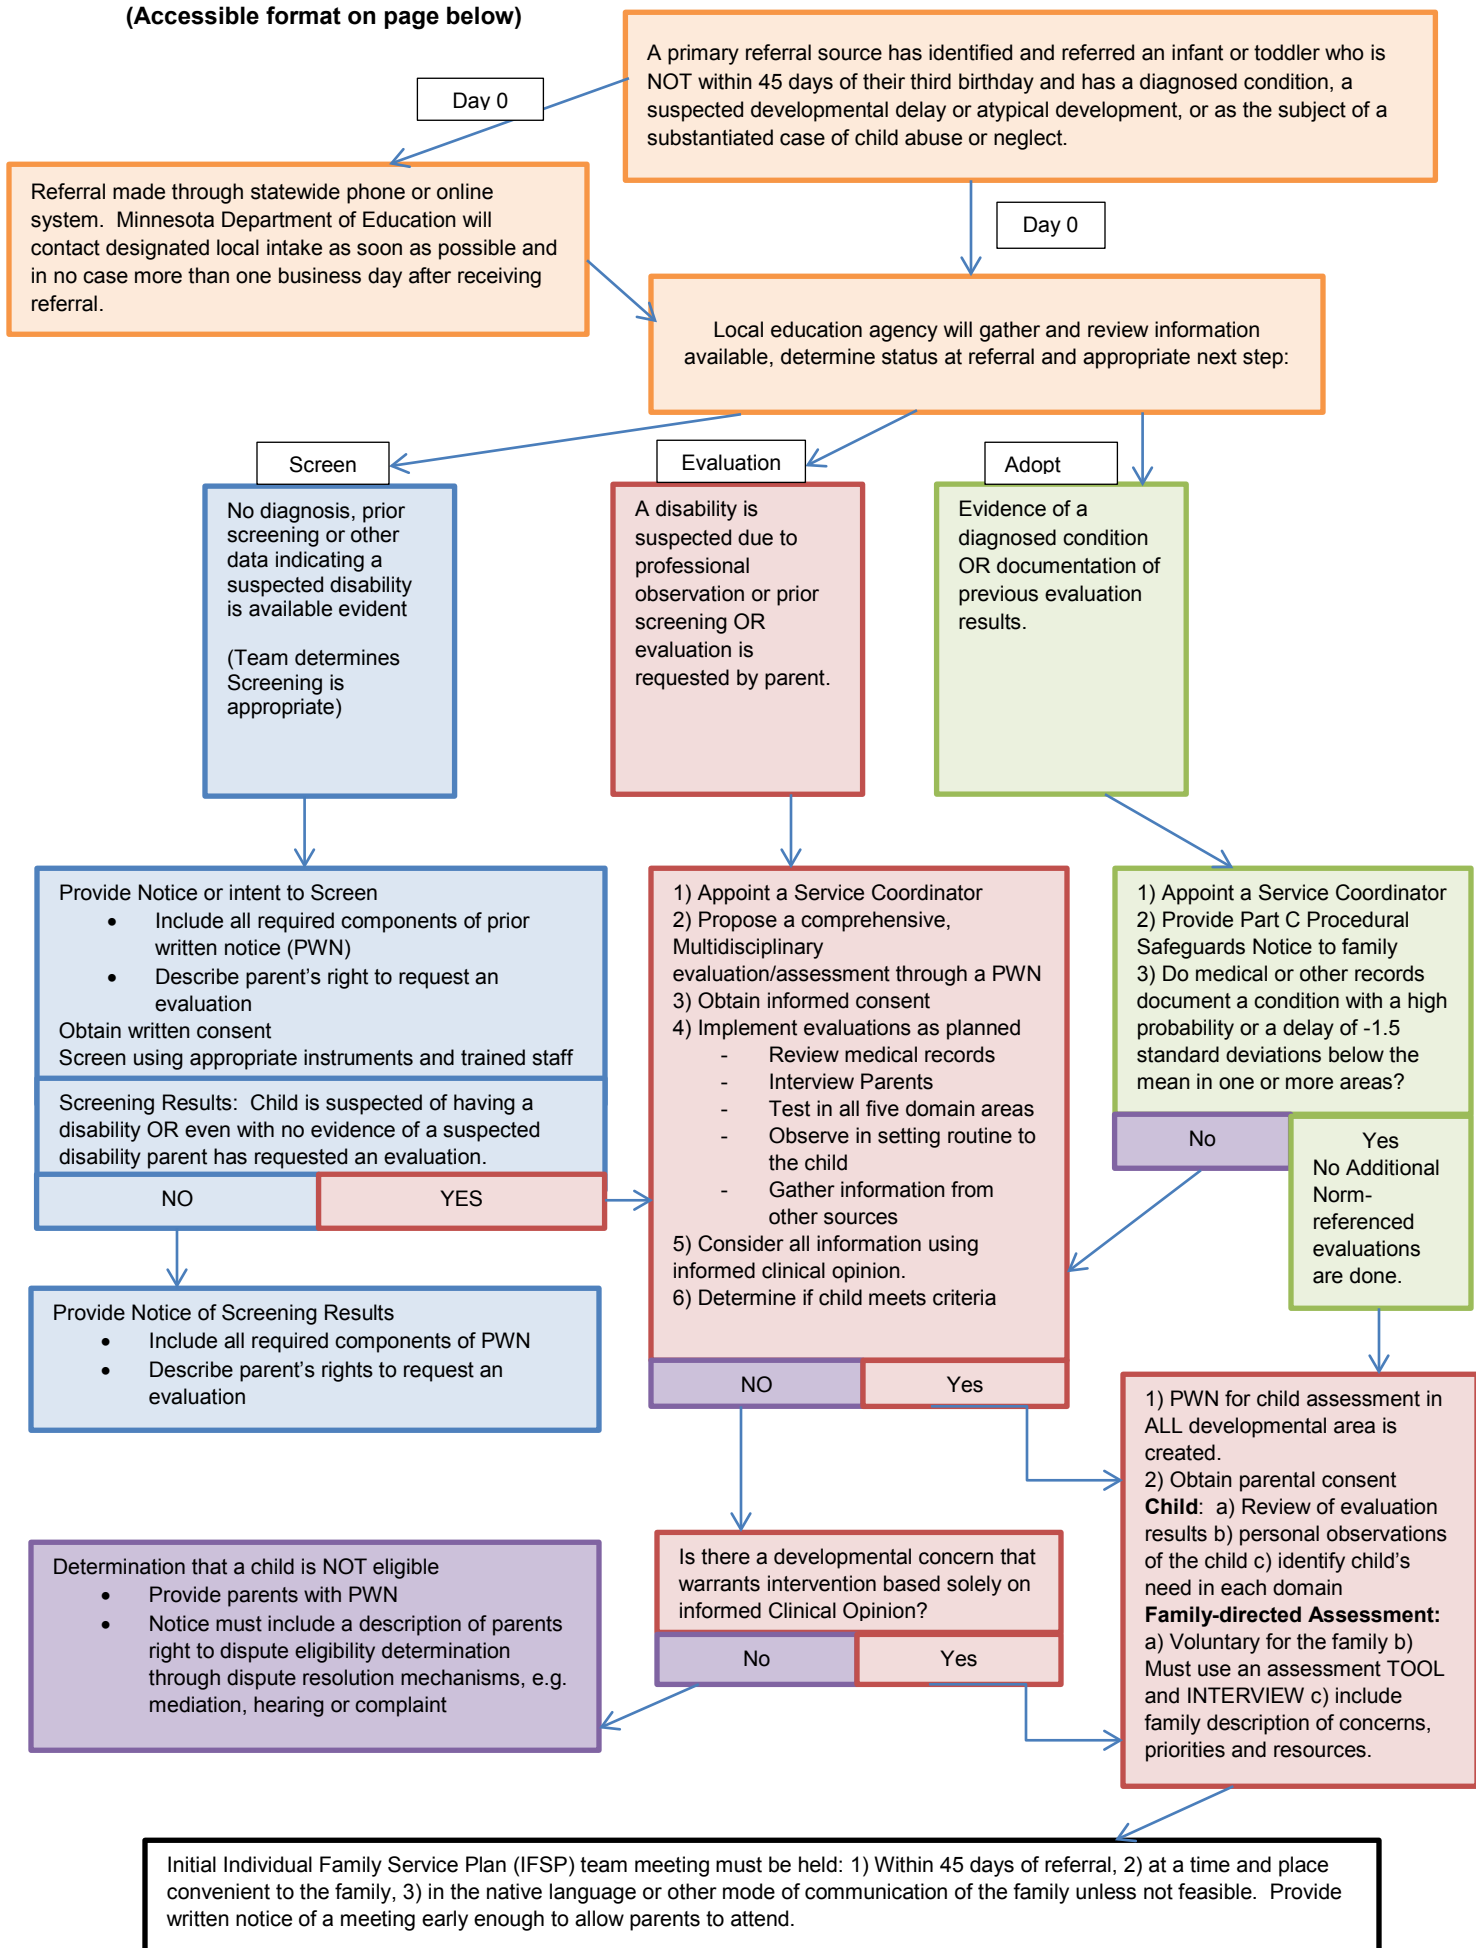 (Accessible format on page below)
A primary referral source has identified and referred an infant or toddler who is
NOT within 45 days of their third birthday and has a diagnosed condition, a
suspected developmental delay or atypical development, or as the subject of a
substantiated case of child abuse or neglect.
Day 0
Referral made through statewide phone or online
system. Minnesota Department of Education will
contact designated local intake as soon as possible and
in no case more than one business day after receiving
referral.
Day 0
Local education agency will gather and review information
available, determine status at referral and appropriate next step:
Screen
No diagnosis, prior
screening or other
data indicating a
suspected disability
is available evident
(Team determines
Screening is
appropriate)
Evaluation
A disability is
suspected due to
professional
observation or prior
screening OR
evaluation is
requested by parent.
Adopt
Evidence of a
diagnosed condition
OR documentation of
previous evaluation
results.
Provide Notice or intent to Screen
• Include all required components of prior
written notice (PWN)
• Describe parent's right to request an
evaluation
Obtain written consent
Screen using appropriate instruments and trained staff
Screening Results: Child is suspected of having a
disability OR even with no evidence of a suspected
disability parent has requested an evaluation.
NO
YES
Provide Notice of Screening Results
• Include all required components of PWN
• Describe parent's rights to request an
evaluation
1) Appoint a Service Coordinator
2) Propose a comprehensive,
Multidisciplinary
evaluation/assessment through a PWN
3) Obtain informed consent
4) Implement evaluations as planned
- Review medical records
- Interview Parents
- Test in all five domain areas
- Observe in setting routine to
the child
- Gather information from
other sources
5) Consider all information using
informed clinical opinion.
6) Determine if child meets criteria
NO
Yes
1) Appoint a Service Coordinator
2) Provide Part C Procedural
Safeguards Notice to family
3) Do medical or other records
document a condition with a high
probability or a delay of -1.5
standard deviations below the
mean in one or more areas?
No
Yes
No Additional
Norm-
referenced
evaluations
are done.
Determination that a child is NOT eligible
• Provide parents with PWN
• Notice must include a description of parents
right to dispute eligibility determination
through dispute resolution mechanisms, e.g.
mediation, hearing or complaint
Is there a developmental concern that
warrants intervention based solely on
informed Clinical Opinion?
No
Yes
1) PWN for child assessment in
ALL developmental area is
created.
2) Obtain parental consent
Child: a) Review of evaluation
results b) personal observations
of the child c) identify child's
need in each domain
Family-directed Assessment:
a) Voluntary for the family b)
Must use an assessment TOOL
and INTERVIEW c) include
family description of concerns,
priorities and resources.
Initial Individual Family Service Plan (IFSP) team meeting must be held: 1) Within 45 days of referral, 2) at a time and place
convenient to the family, 3) in the native language or other mode of communication of the family unless not feasible. Provide
written notice of a meeting early enough to allow parents to attend.